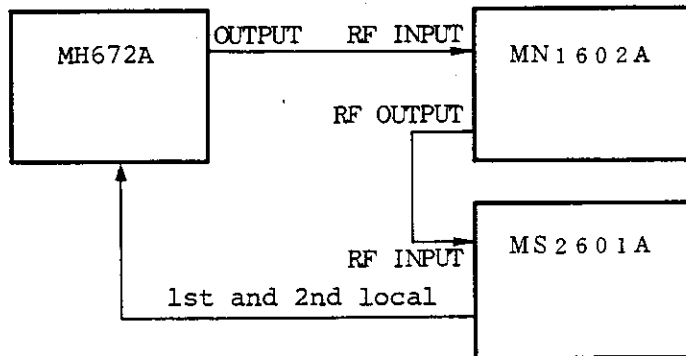 MH672A
OUTPUT
RF INPUT
MN1602A
RF OUTPUT
RF INPUT
MS2601A
1st and 2nd local